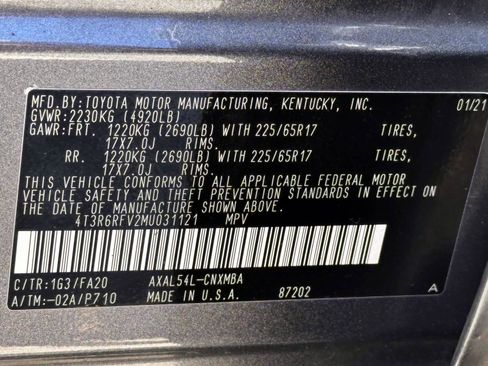 MFD.BY:TOYOTA MOTOR MANUFACTURING, KENTUCKY, INC. 01/21
GVWR:2230KG (4920LB)
GAWR:FRT. 1220KG (2690LB) WITH 225/65R17 TIRES,
17X7.0J RIMS.
RR. 1220KG (2690LB) WITH 225/65R17 TIRES,
17X7.0J RIMS.
THIS VEHICLE CONFORMS TO ALL APPLICABLE FEDERAL MOTOR
VEHICLE SAFETY AND THEFT PREVENTION STANDARDS IN EFFECT ON
THE DATE OF MANUFACTURE SHOWN ABOVE.
4T3R6RFV2MU031121 MPV
C/TR:1G3/FA20 AXAL54L-CNXMBA
A/TM:-02A/P710 MADE IN U.S.A. 87202 A